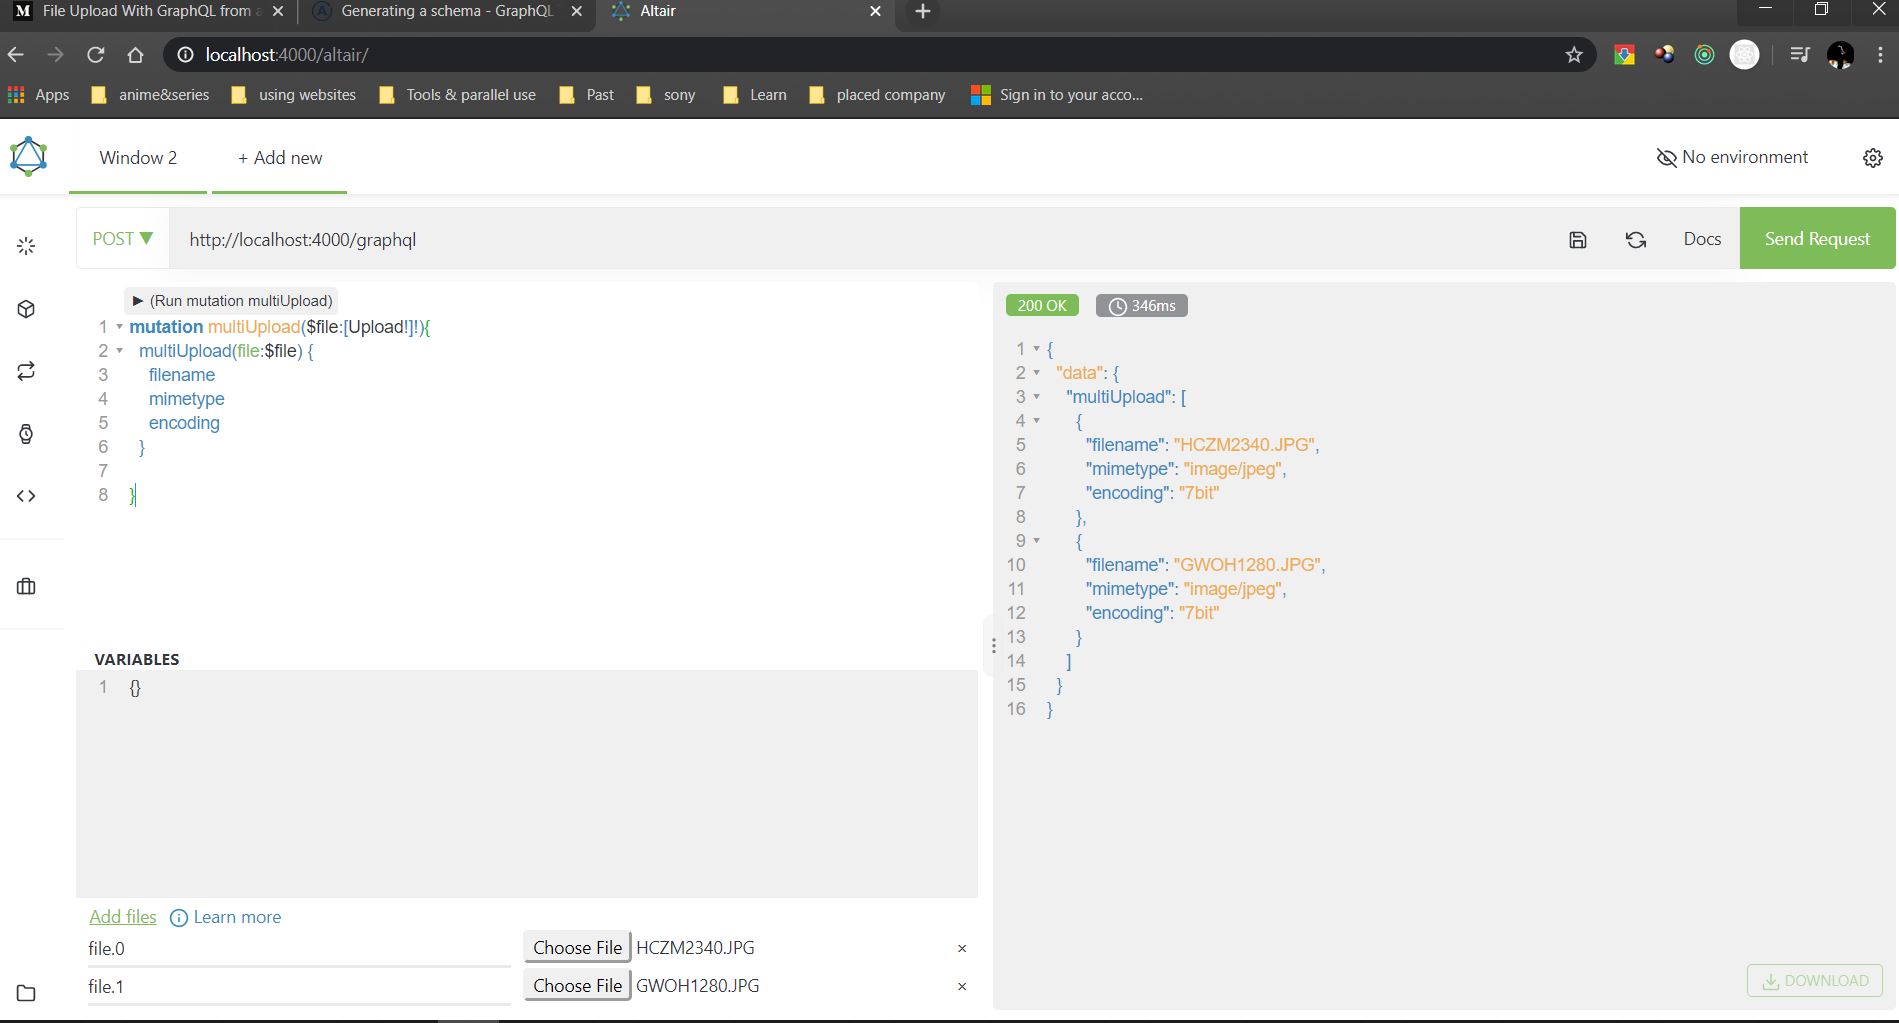 M File Upload With GraphQL from a
Generating a schema - GraphQL
Altair
localhost:4000/altair/
Apps anime&series using websites Tools & parallel use Past sony Learn placed company Sign in to your acco...
Window 2 + Add new No environment
POST ▼ http://localhost:4000/graphql Docs Send Request
▶ (Run mutation multiUpload)
1 mutation multiUpload($file:[Upload!]!){
2 multiUpload(file:$file) {
3 filename
4 mimetype
5 encoding
6 }
7
8 }
VARIABLES
1 {}
Add files Learn more
file.0 Choose File HCZM2340.JPG ×
file.1 Choose File GWOH1280.JPG ×
200 OK 346ms
1 {
2 "data": {
3 "multiUpload": [
4 {
5 "filename": "HCZM2340.JPG",
6 "mimetype": "image/jpeg",
7 "encoding": "7bit"
8 },
9 {
10 "filename": "GWOH1280.JPG",
11 "mimetype": "image/jpeg",
12 "encoding": "7bit"
13 }
14 ]
15 }
16 }
DOWNLOAD